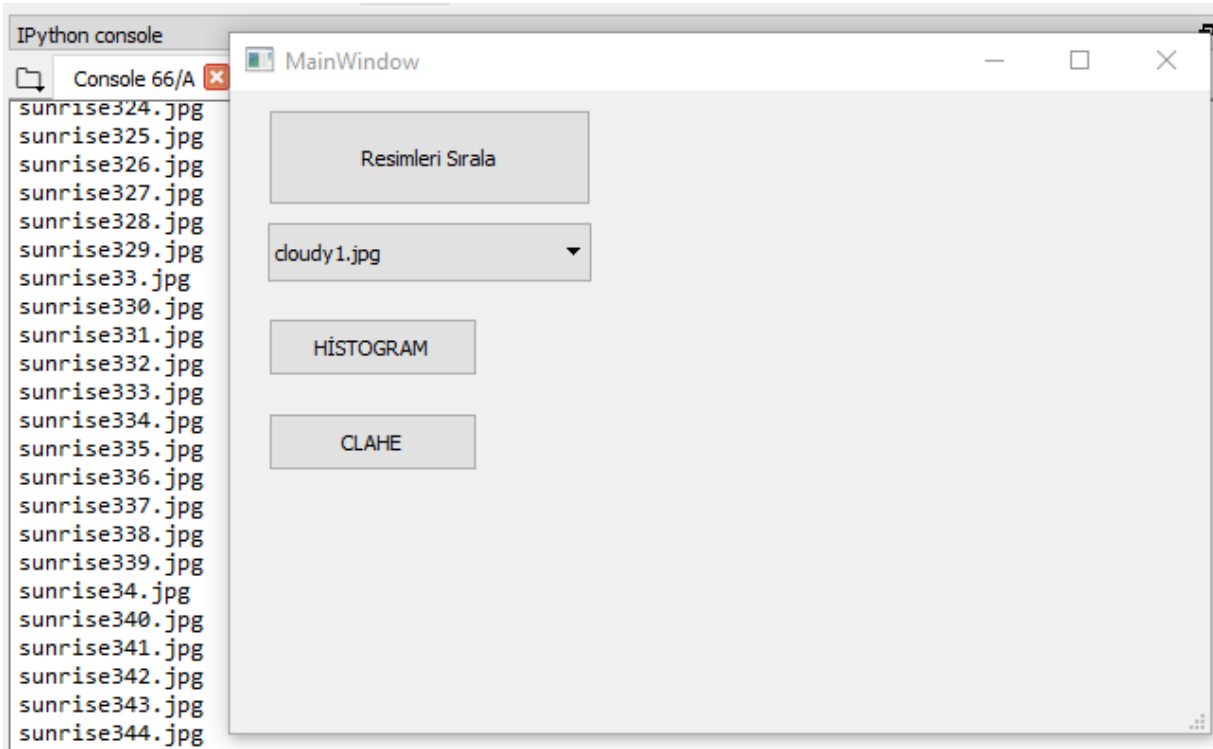 IPython console
Console 66/A
sunrise324.jpg
sunrise325.jpg
sunrise326.jpg
sunrise327.jpg
sunrise328.jpg
sunrise329.jpg
sunrise33.jpg
sunrise330.jpg
sunrise331.jpg
sunrise332.jpg
sunrise333.jpg
sunrise334.jpg
sunrise335.jpg
sunrise336.jpg
sunrise337.jpg
sunrise338.jpg
sunrise339.jpg
sunrise34.jpg
sunrise340.jpg
sunrise341.jpg
sunrise342.jpg
sunrise343.jpg
sunrise344.jpg
MainWindow
Resimleri Sırala
cloudy1.jpg
HİSTOGRAM
CLAHE